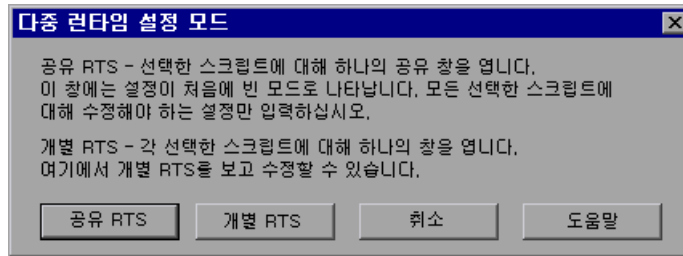 다중 런타임 설정 모드
공유 RTS - 선택한 스크립트에 대해 하나의 공유 창을 엽니다.
이 창에는 설정이 처음에 빈 모드로 나타납니다. 모든 선택한 스크립트에
대해 수정해야 하는 설정만 입력하십시오.
개별 RTS - 각 선택한 스크립트에 대해 하나의 창을 엽니다.
여기에서 개별 RTS를 보고 수정할 수 있습니다.
공유 RTS 개별 RTS 취소 도움말